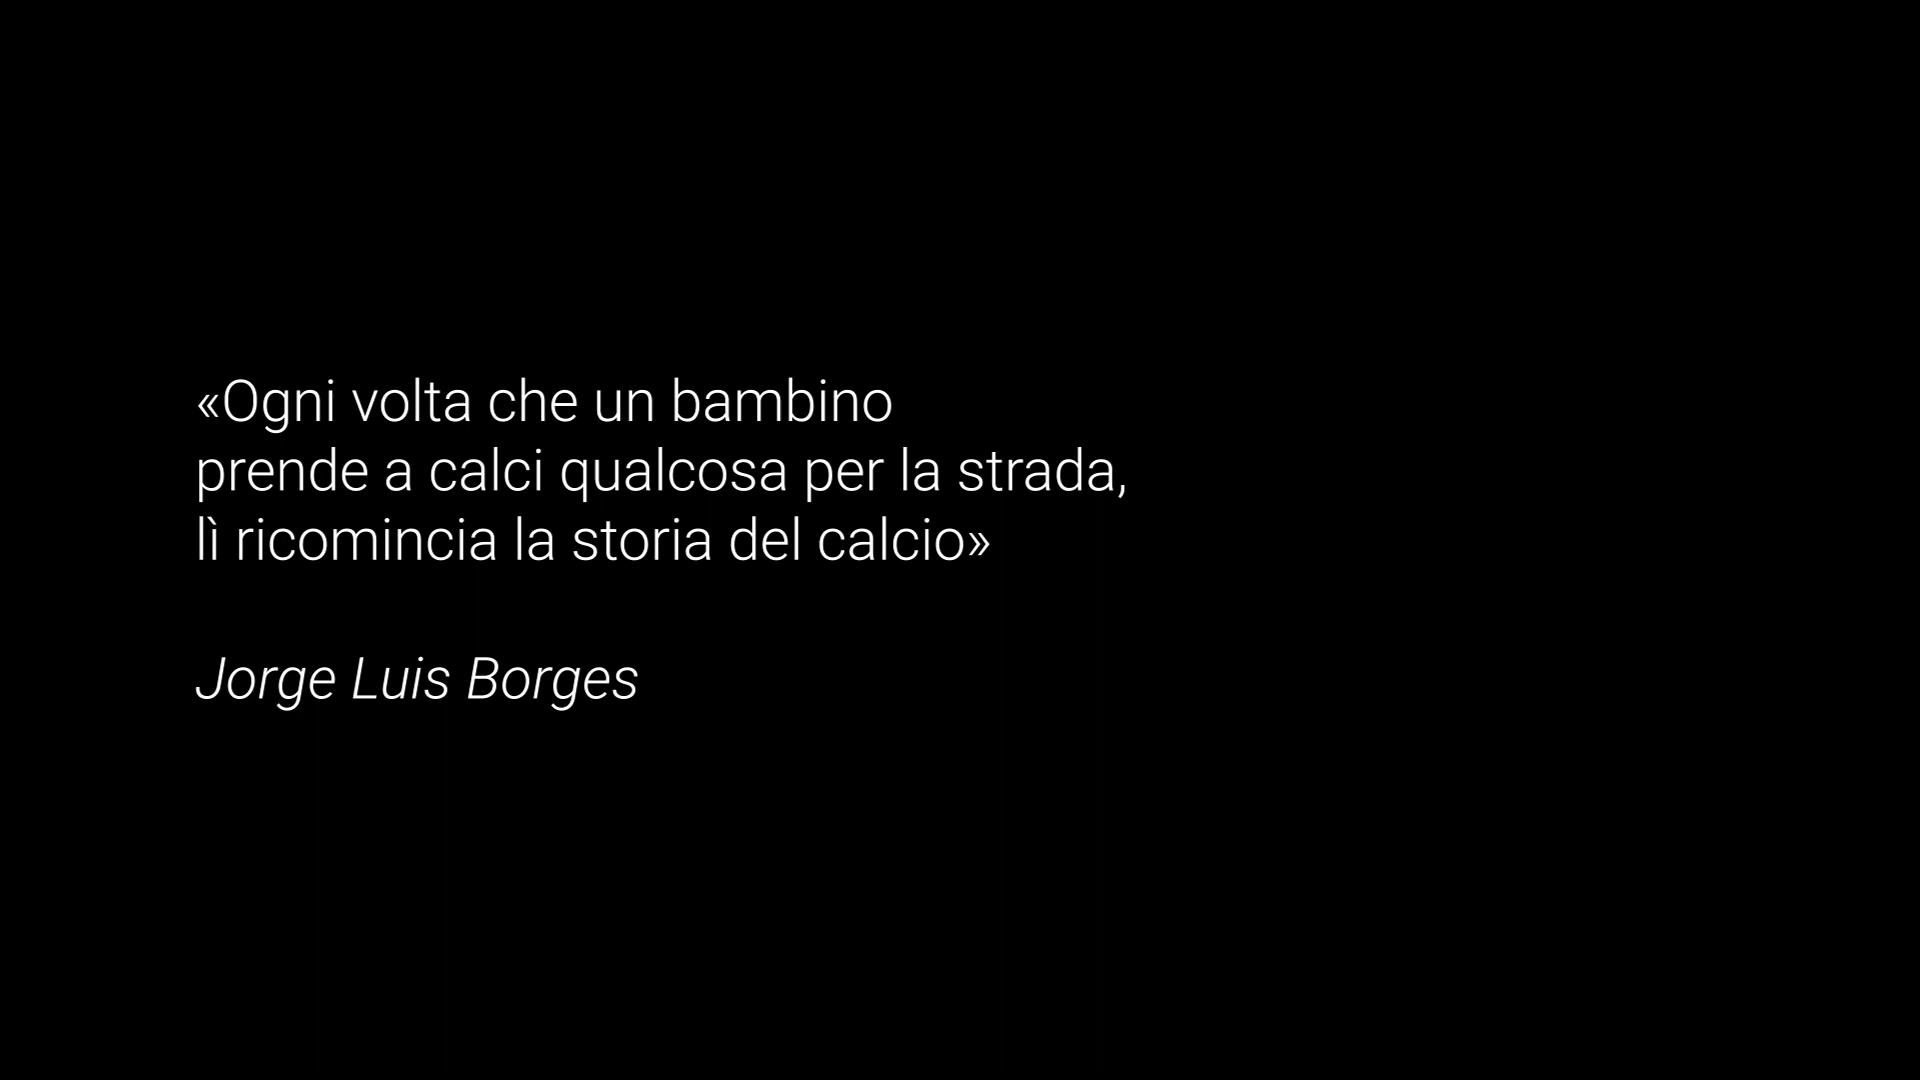 «Ogni volta che un bambino
prende a calci qualcosa per la strada,
lì ricomincia la storia del calcio»
Jorge Luis Borges